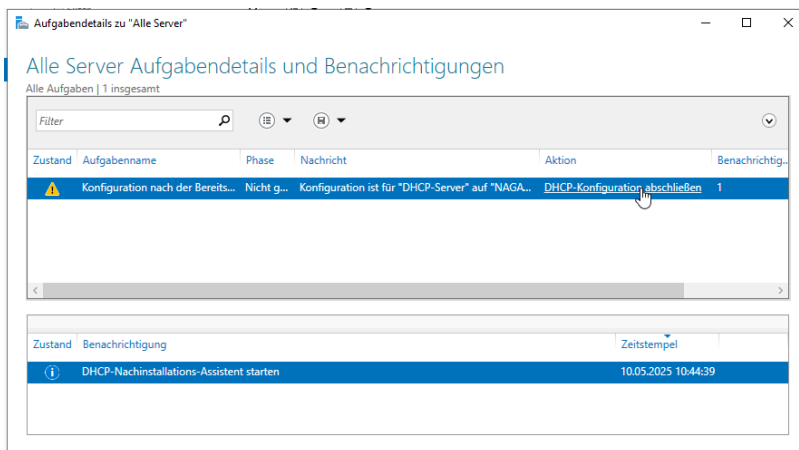 Aufgabendetails zu "Alle Server"
Alle Server Aufgabendetails und Benachrichtigungen
Alle Aufgaben | 1 insgesamt
Filter
Zustand Aufgabenname Phase Nachricht Aktion Benachrichtig...
Konfiguration nach der Bereits... Nicht g... Konfiguration ist für "DHCP-Server" auf "NAGA... DHCP-Konfiguration abschließen 1
Zustand Benachrichtigung Zeitstempel
DHCP-Nachinstallations-Assistent starten 10.05.2025 10:44:39